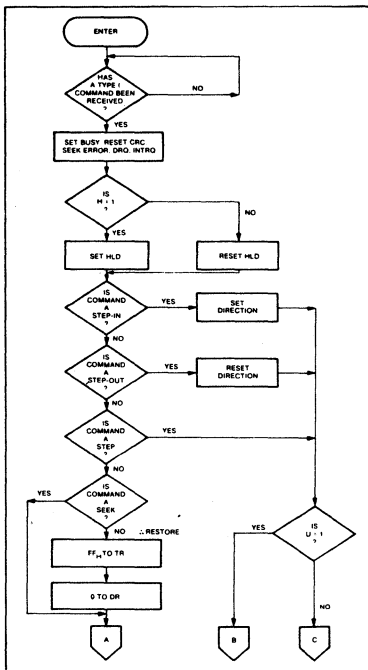 ENTER
HAS
A TYPE I
COMMAND BEEN
RECEIVED
?
NO
YES
SET BUSY, RESET CRC
SEEK ERROR, DRQ, INTRQ
IS
H = 1
?
NO
YES
SET HLD
RESET HLD
IS
COMMAND
A
STEP-IN
?
YES
SET
DIRECTION
NO
IS
COMMAND
A
STEP-OUT
?
YES
RESET
DIRECTION
NO
IS
COMMAND
A
STEP
?
YES
NO
IS
COMMAND
A
SEEK
?
YES
NO ∴ RESTORE
IS
U = 1
?
YES
NO
FFH TO TR
0 TO DR
A
B
C